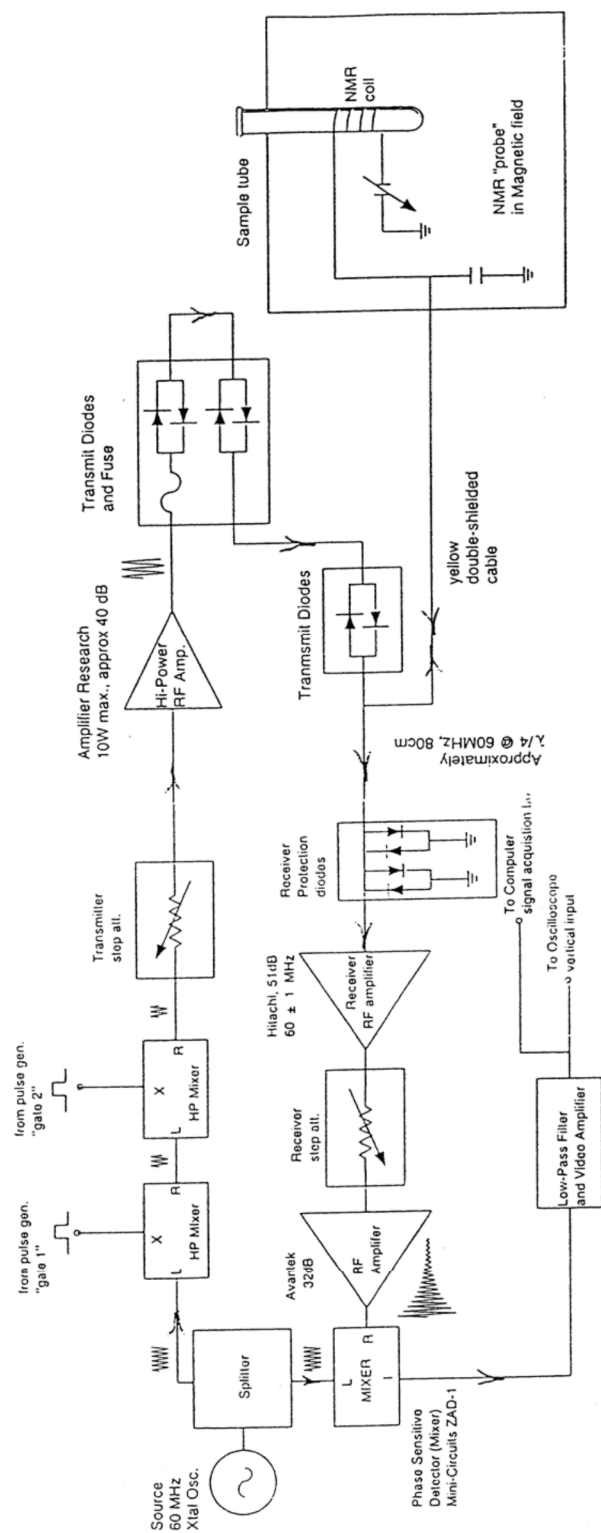 Source
60 MHz
Xtal Osc.
Splitter
from pulse gen.
"gate 1"
L
X
R
HP Mixer
from pulse gen.
"gate 2"
L
X
R
HP Mixer
Transmitter
step att.
Amplifier Research
10W max., approx 40 dB
Hi-Power
RF Amp.
Transmit Diodes
and Fuse
Tranmsmit Diodes
yellow
double-shielded
cable
Sample tube
NMR
coil
NMR "probe"
in Magnetic field
Approximately
λ/4 @ 60MHz, 80cm
Receiver
Protection
diodes
Hitachi, 51dB
60 ± 1 MHz
Receiver
RF amplifier
Receiver
step att.
Avantek
32dB
RF
Amplifer
L
R
I
MIXER
Phase Sensitive
Detector (Mixer)
Mini-Circuits ZAD-1
Low-Pass Filter
and Video Amplifier
To Computer
signal acquistion
To Oscilloscope
vertical input